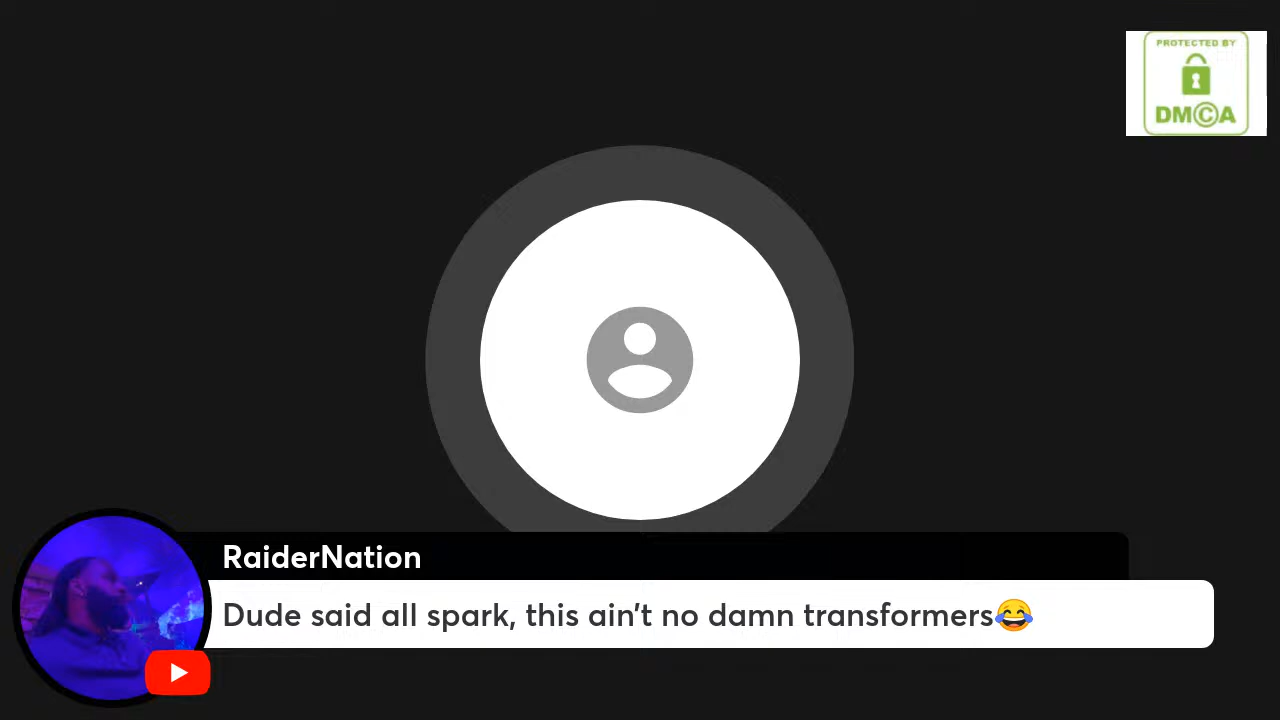 PROTECTED BY
DMCA
RaiderNation
Dude said all spark, this ain't no damn transformers😂